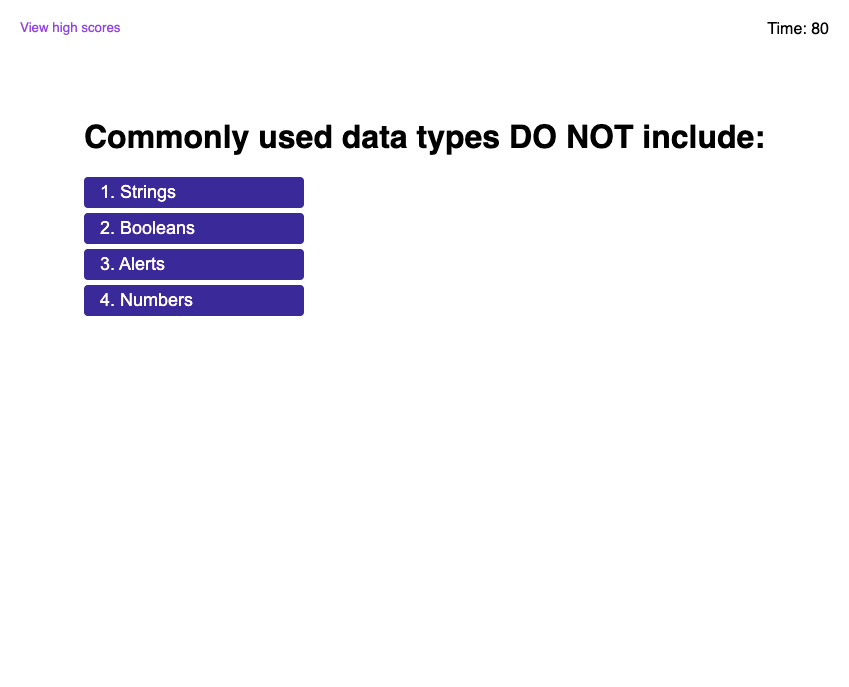 View high scores
Time: 80
Commonly used data types DO NOT include:
1. Strings
2. Booleans
3. Alerts
4. Numbers